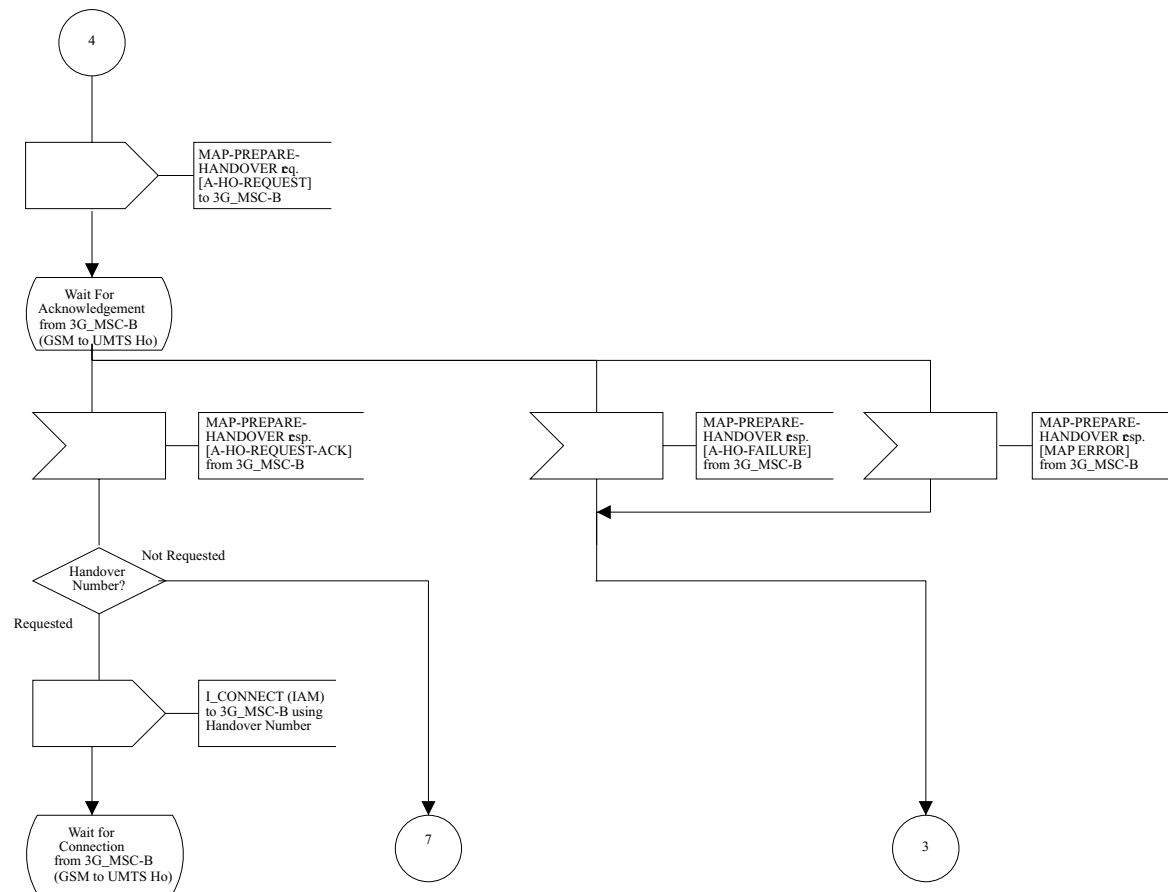 4
MAP-PREPARE-
HANDOVER req.
[A-HO-REQUEST]
to 3G_MSC-B
Wait For
Acknowledgement
from 3G_MSC-B
(GSM to UMTS Ho)
MAP-PREPARE-
HANDOVER resp.
[A-HO-REQUEST-ACK]
from 3G_MSC-B
MAP-PREPARE-
HANDOVER resp.
[A-HO-FAILURE]
from 3G_MSC-B
MAP-PREPARE-
HANDOVER resp.
[MAP ERROR]
from 3G_MSC-B
Not Requested
Handover
Number?
Requested
I_CONNECT (IAM)
to 3G_MSC-B using
Handover Number
Wait for
Connection
from 3G_MSC-B
(GSM to UMTS Ho)
7
3